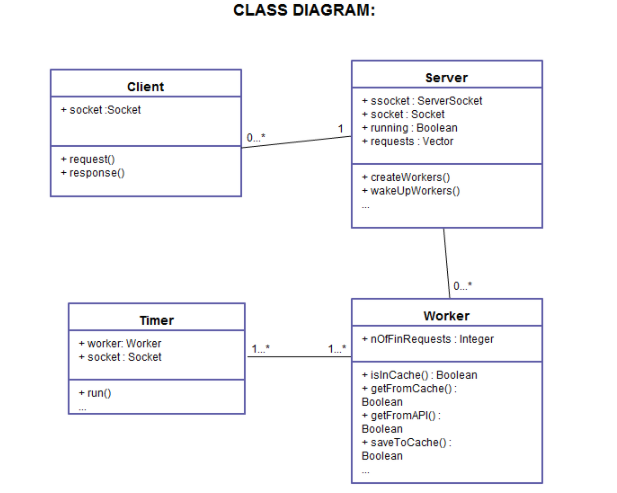 CLASS DIAGRAM:
Client
+ socket :Socket
+ request()
+ response()
0...*
1
Server
+ ssocket : ServerSocket
+ socket : Socket
+ running : Boolean
+ requests : Vector
+ createWorkers()
+ wakeUpWorkers()
...
0...*
Timer
+ worker: Worker
+ socket : Socket
+ run()
...
1...*
1...*
Worker
+ nOfFinRequests : Integer
+ isInCache() : Boolean
+ getFromCache() :
Boolean
+ getFromAPI() :
Boolean
+ saveToCache() :
Boolean
...